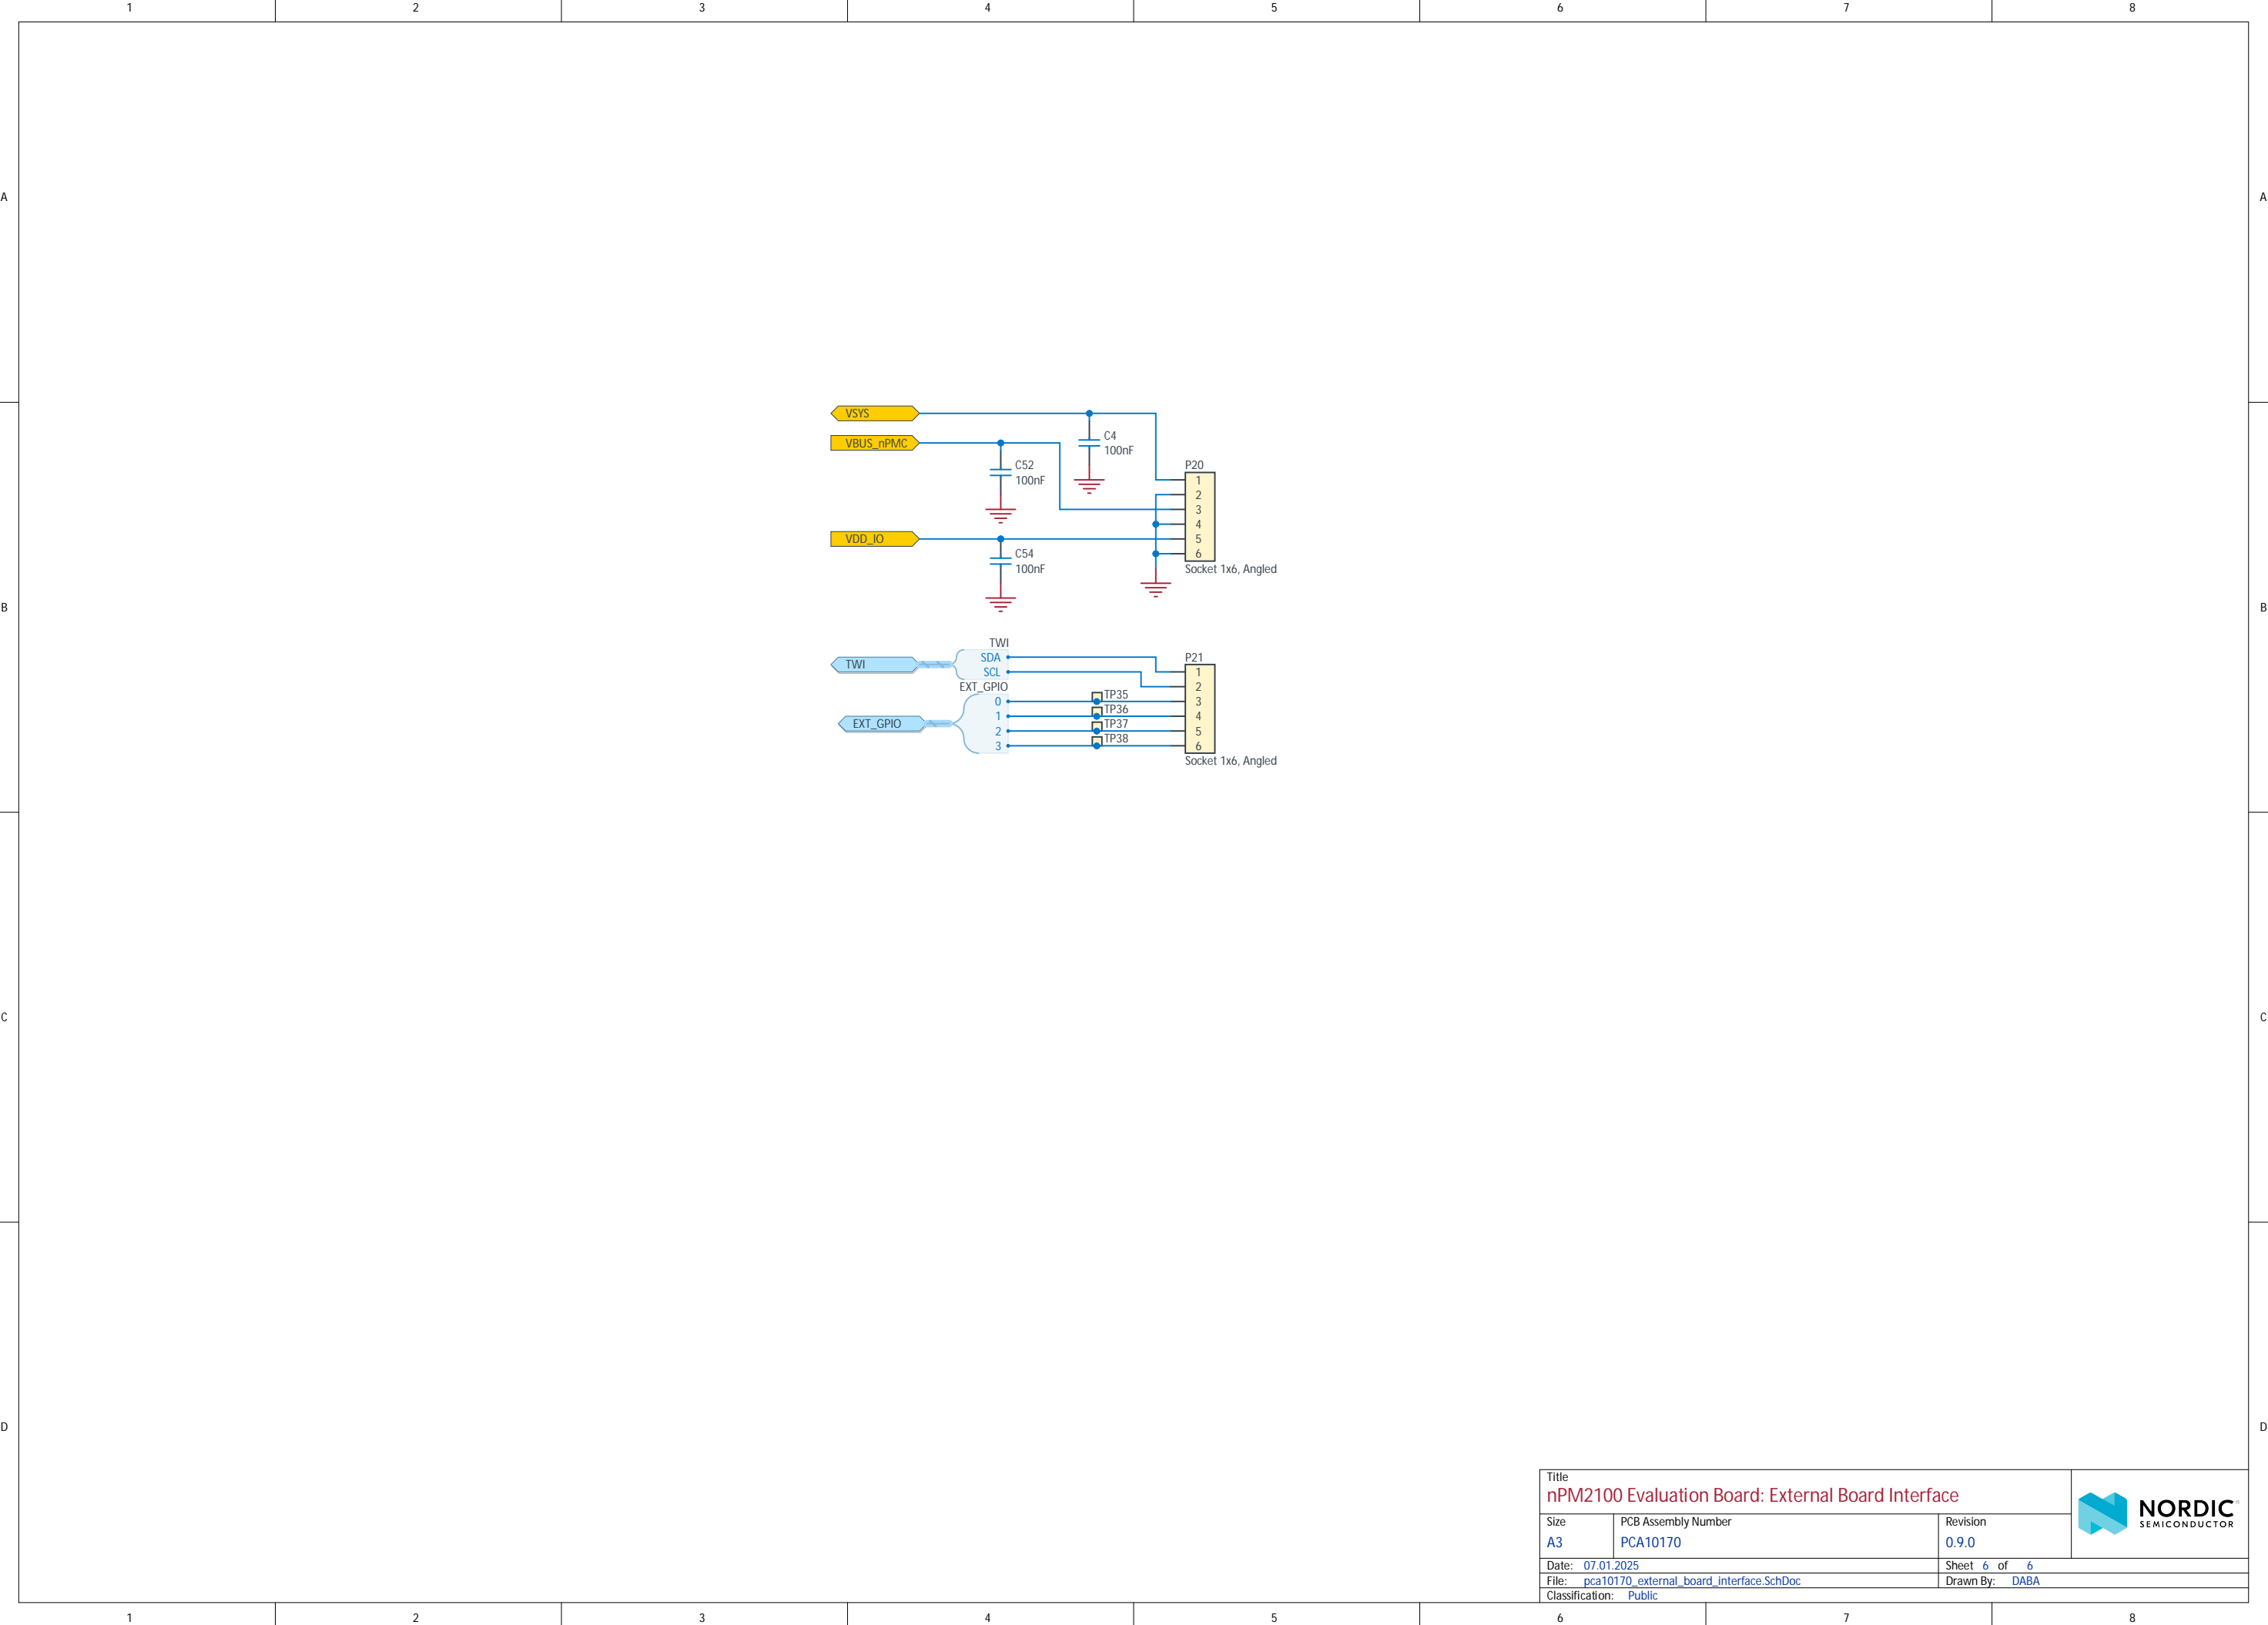 1 2 3 4 5 6 7 8
A A
VSYS
C4
VBUS_nPMC
100nF
C52
P20
100nF
1
2
3
4
VDD_IO
5
C54
6
100nF
Socket 1x6, Angled
B B
TWI
SDA
P21
TWI
SCL
1
EXT_GPIO
2
TP35
0
3
TP36
1
4
EXT_GPIO
TP37
2
5
TP38
3
6
Socket 1x6, Angled
C C
D D
Title
nPM2100 Evaluation Board: External Board Interface
NORDIC
SEMICONDUCTOR
Size PCB Assembly Number Revision
A3 PCA10170 0.9.0
Date: 07.01.2025 Sheet 6 of 6
File: pca10170_external_board_interface.SchDoc Drawn By: DABA
Classification: Public
1 2 3 4 5 6 7 8